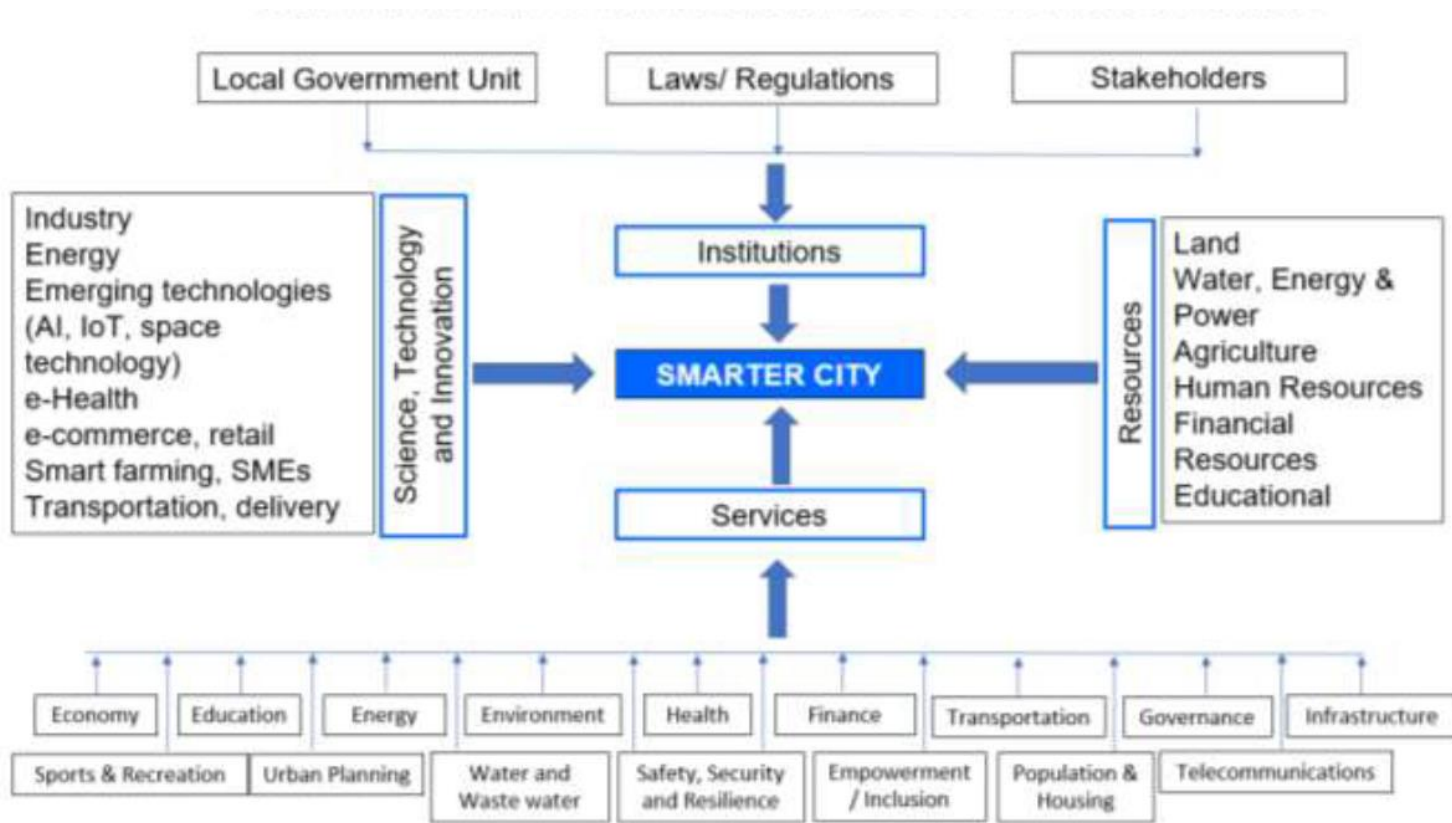 Local Government Unit
Laws/ Regulations
Stakeholders
Industry
Energy
Emerging technologies
(AI, IoT, space
technology)
e-Health
e-commerce, retail
Smart farming, SMEs
Transportation, delivery
Science, Technology
and Innovation
Institutions
SMARTER CITY
Services
Resources
Land
Water, Energy &
Power
Agriculture
Human Resources
Financial
Resources
Educational
Economy
Education
Energy
Environment
Health
Finance
Transportation
Governance
Infrastructure
Sports & Recreation
Urban Planning
Water and
Waste water
Safety, Security
and Resilience
Empowerment
/ Inclusion
Population &
Housing
Telecommunications